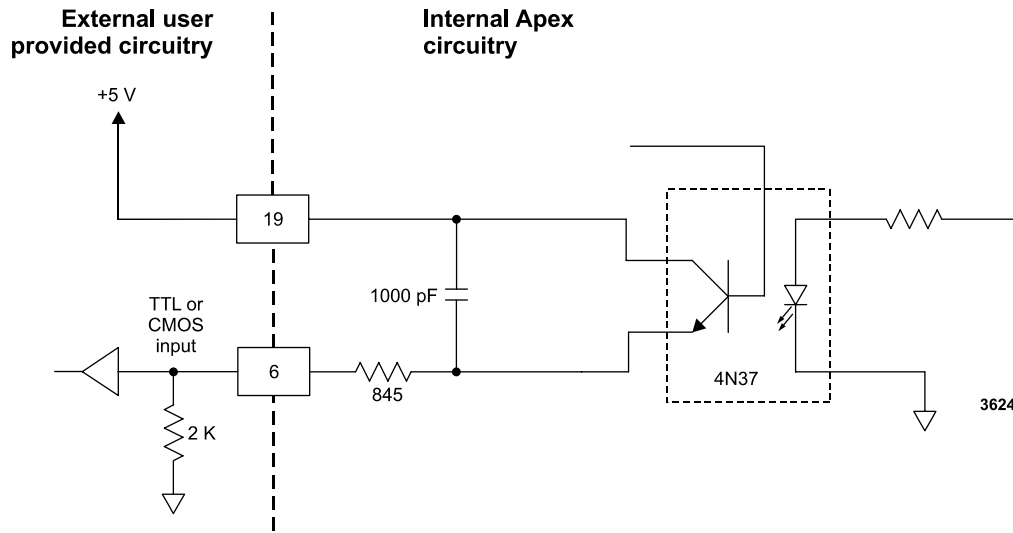 External user
provided circuitry
Internal Apex
circuitry
+5 V
19
1000 pF
TTL or
CMOS
input
6
845
4N37
2 K
3624